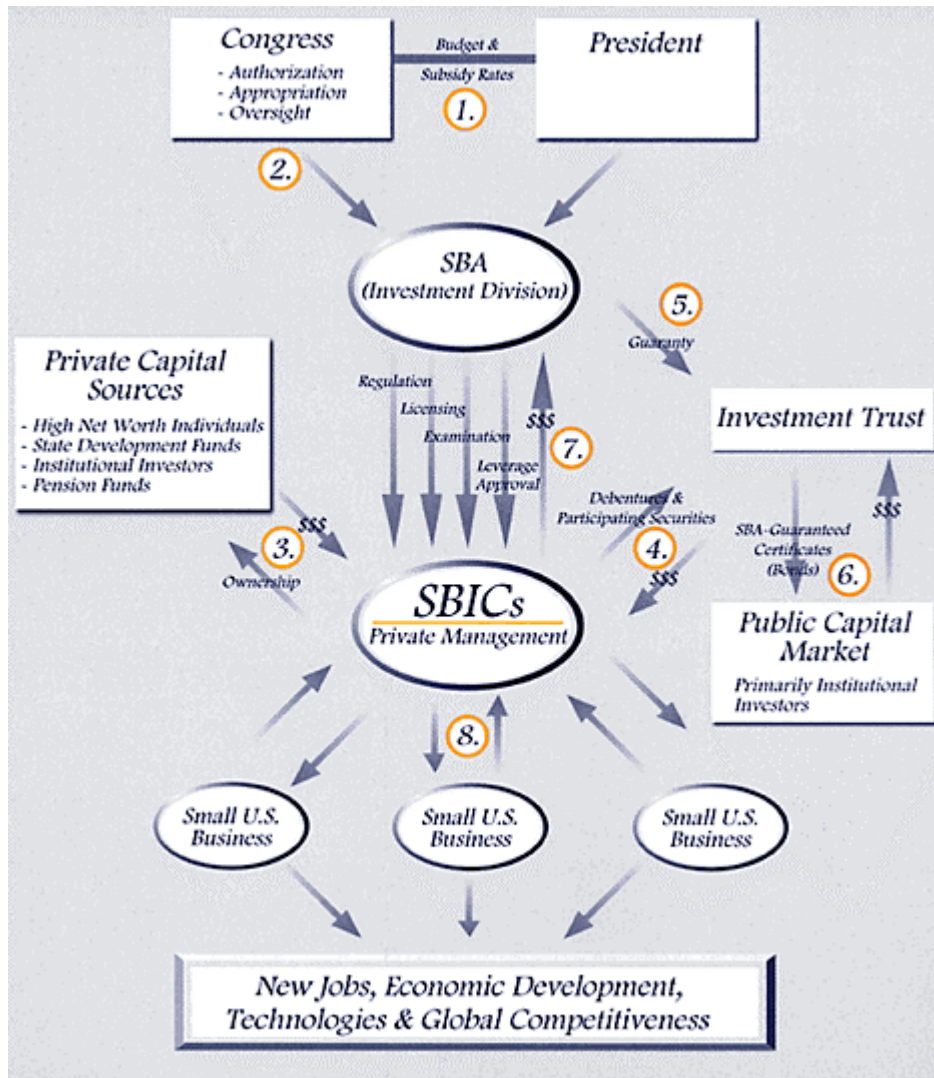 Congress
- Authorization
- Appropriation
- Oversight
Budget &
Subsidy Rates
1.
President
2.
SBA
(Investment Division)
5.
Guaranty
Private Capital
Sources
- High Net Worth Individuals
- State Development Funds
- Institutional Investors
- Pension Funds
Regulation
Licensing
Examination
Leverage
Approval
$$$
7.
Investment Trust
Debentures &
Participating Securities
4.
$$$
SBA-Guaranteed
Certificates
(Bonds)
6.
$$$
$$$
3.
Ownership
SBICs
Private Management
Public Capital
Market
Primarily Institutional
Investors
8.
Small U.S.
Business
Small U.S.
Business
Small U.S.
Business
New Jobs, Economic Development,
Technologies & Global Competitiveness